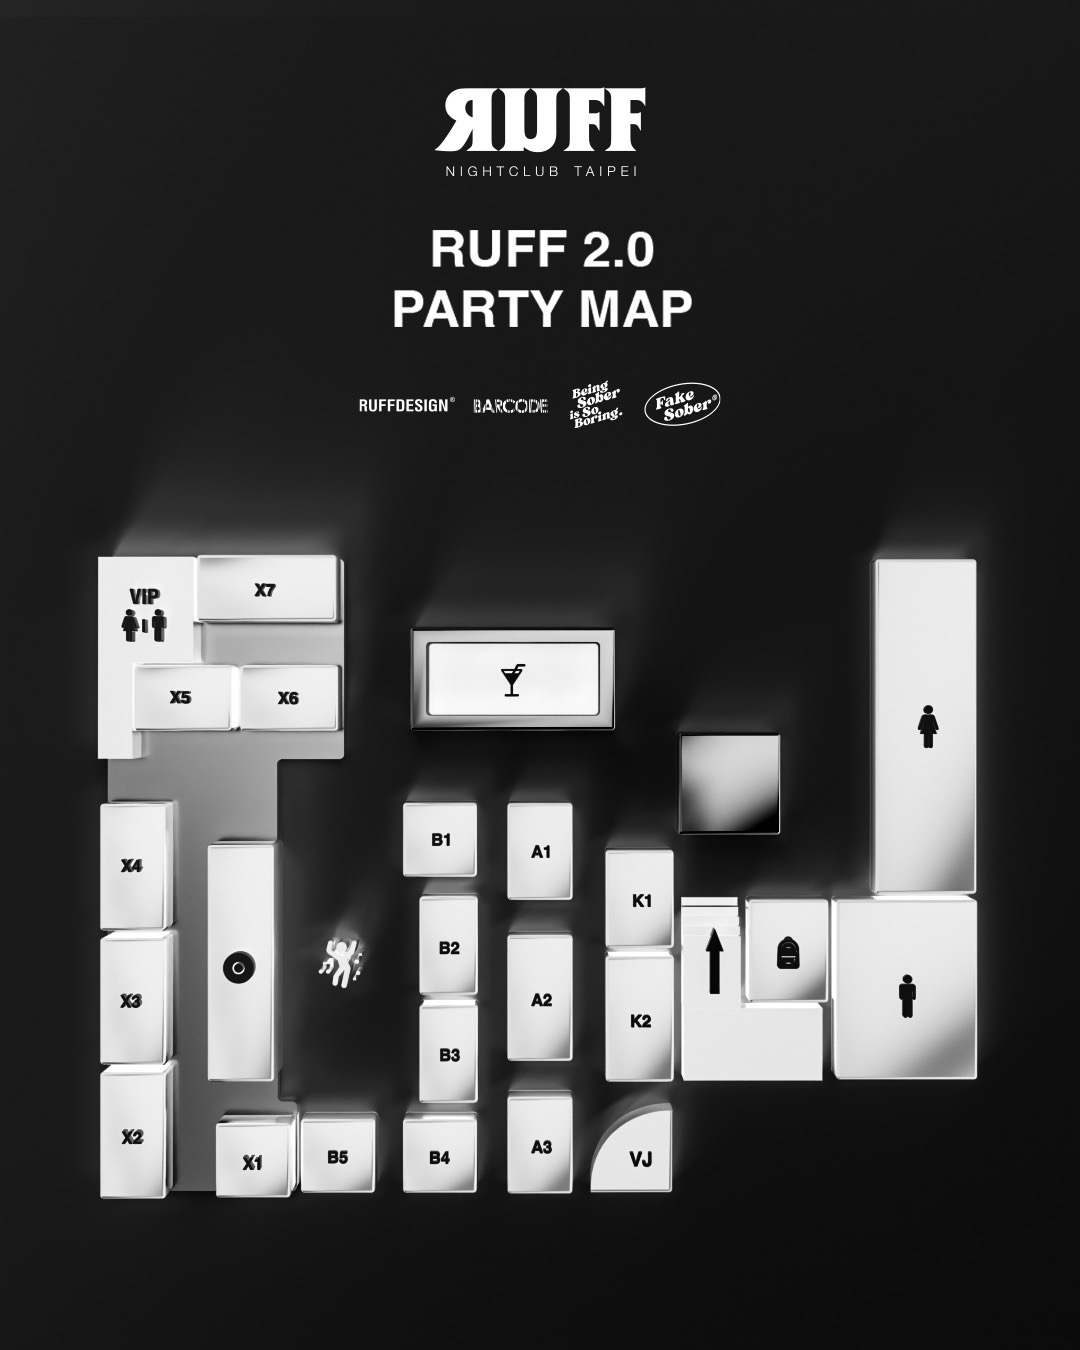 RUFF
NIGHTCLUB TAIPEI
RUFF 2.0
PARTY MAP
RUFFDESIGN®
BARCODE
Being
Sober
is So
Boring.
Fake
Sober®
VIP
X7
X5
X6
B1
A1
X4
K1
B2
X3
A2
K2
B3
X2
X1
B5
B4
A3
VJ